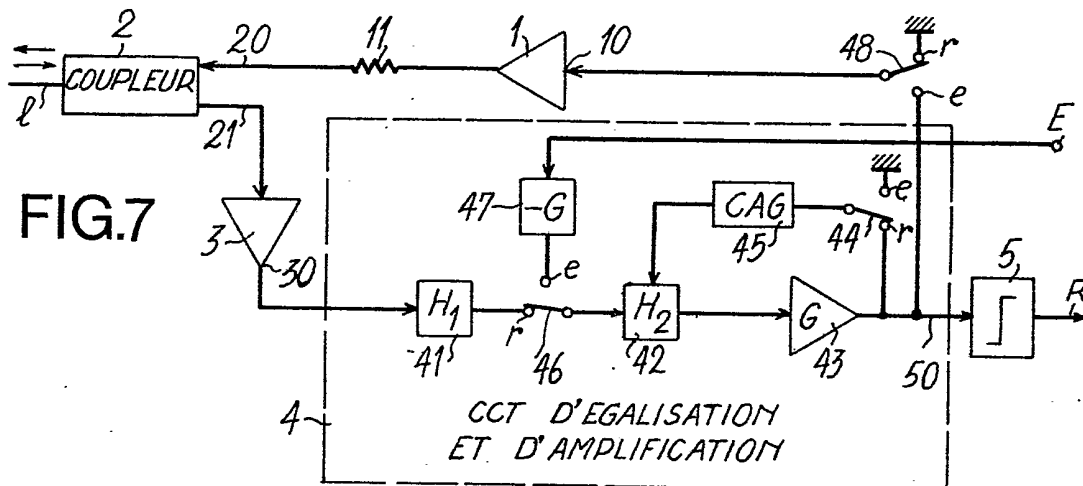 2
COUPLEUR
l
20
21
11
1
10
48
r
e
E
FIG.7
3
30
47
-G
e
CAG
45
e
44
r
H1
41
r
46
H2
42
G
43
50
5
R
4
CCT D'EGALISATION
ET D'AMPLIFICATION